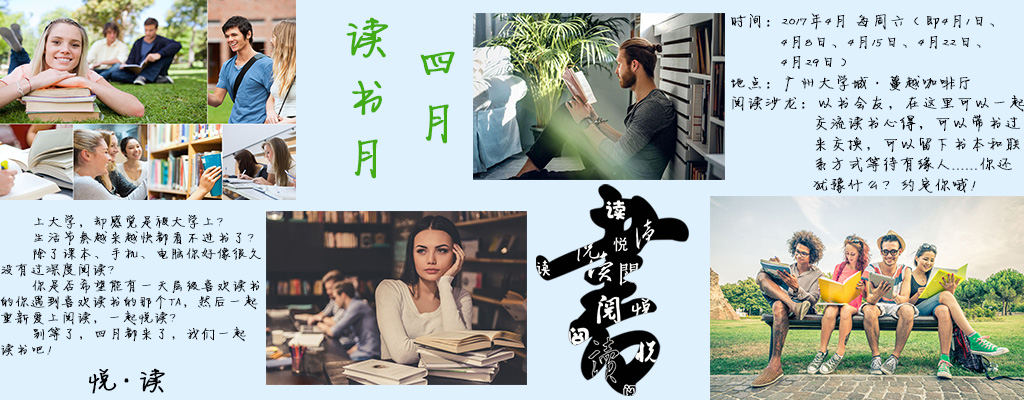 四月
读书月
时间：2017年4月 每周六（即4月1日、
4月8日、4月15日、4月22日、
4月29日）
地点：广州大学城·蔓越咖啡厅
阅读沙龙：以书会友，在这里可以一起
交流读书心得，可以带书过
来交换，可以留下书本和联
系方式等待有缘人......你还
犹豫什么？约定你哦！
上大学，却感觉是被大学上？
生活节奏越来越快都看不过书了？
除了课本、手机、电脑你好像很久
没有过深度阅读？
你是否希望能有一天喜欢读书
的你遇到喜欢读书的那个TA，然后一起
重新爱上阅读，一起悦读？
别等了，四月都来了，我们一起
读书吧！
悦·读
读
悦
悦
读
读
阅
悦
读
悦